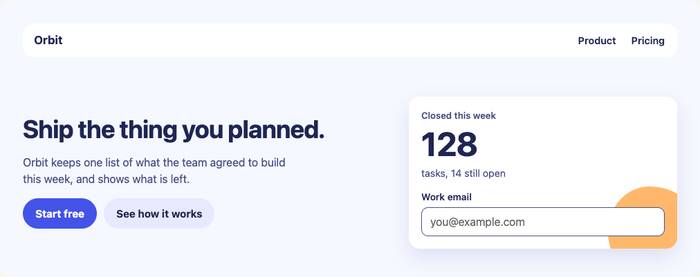 Orbit
Product
Pricing
Ship the thing you planned.
Orbit keeps one list of what the team agreed to build
this week, and shows what is left.
Start free
See how it works
Closed this week
128
tasks, 14 still open
Work email
you@example.com